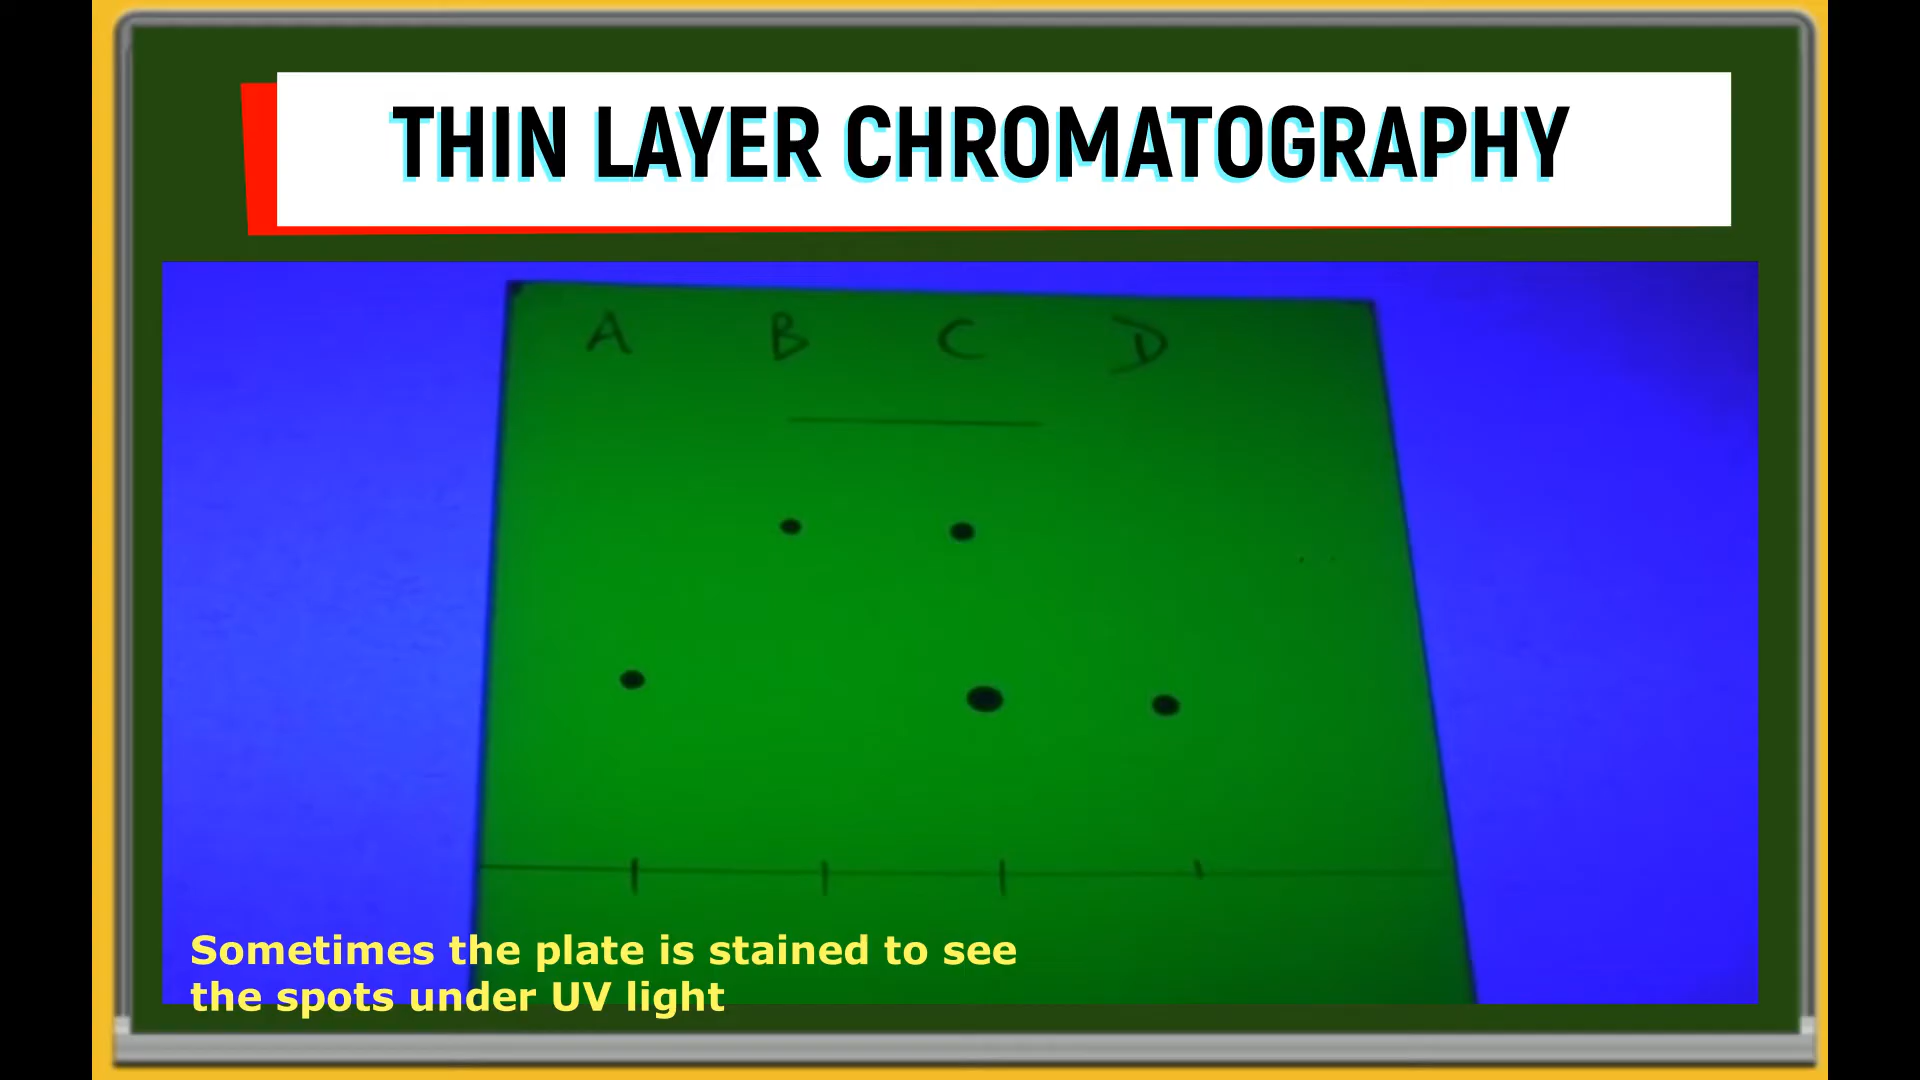 THIN LAYER CHROMATOGRAPHY
A B C D
Sometimes the plate is stained to see
the spots under UV light